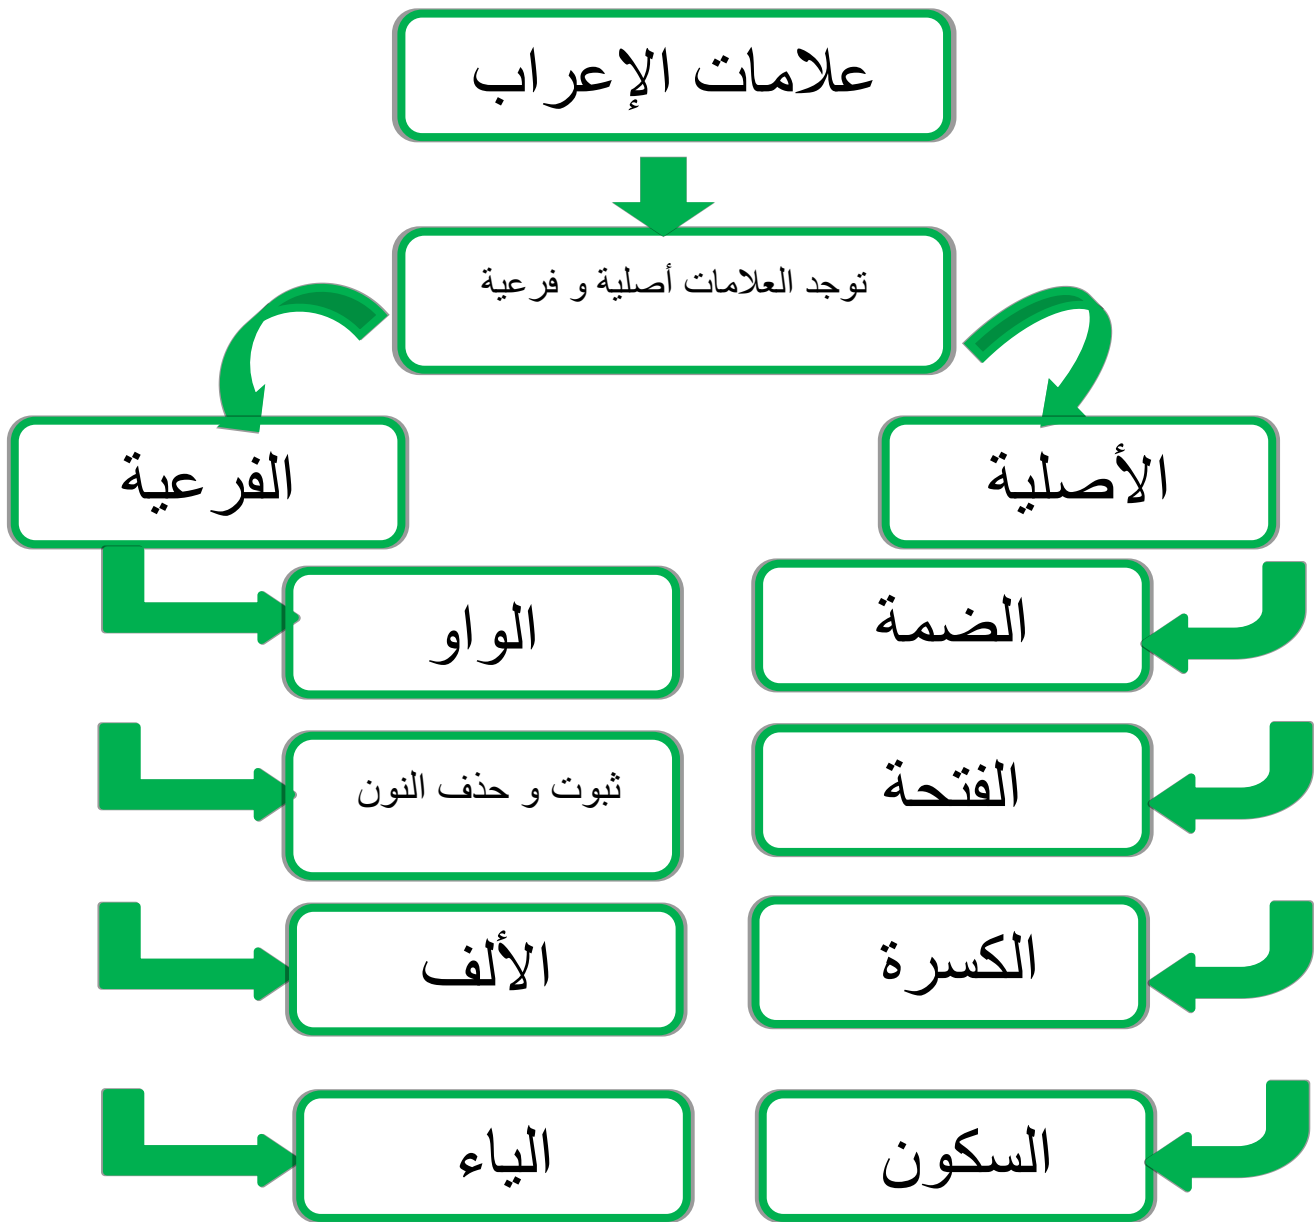 علامات الإعراب
توجد العلامات أصلية و فرعية
الأصلية
الفرعية
الضمة
الواو
الفتحة
ثبوت و حذف النون
الكسرة
الألف
السكون
الياء